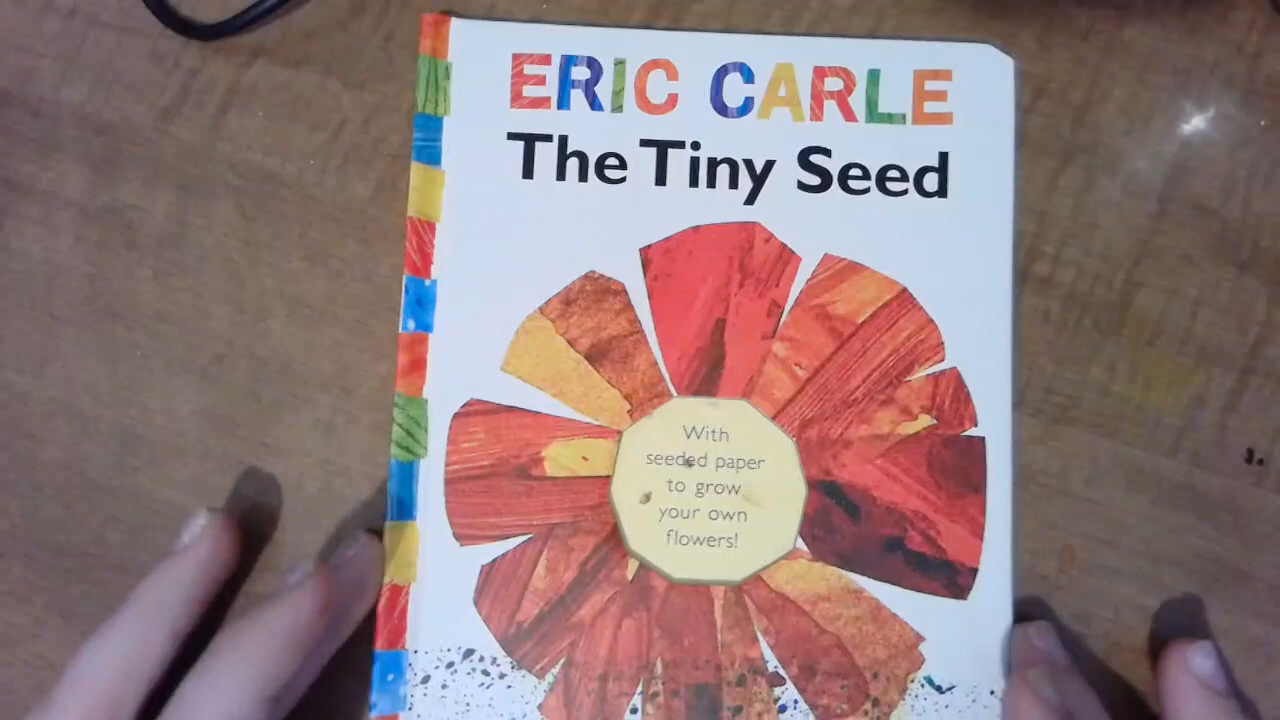 ERIC CARLE
The Tiny Seed
With
seeded paper
to grow
your own
flowers!